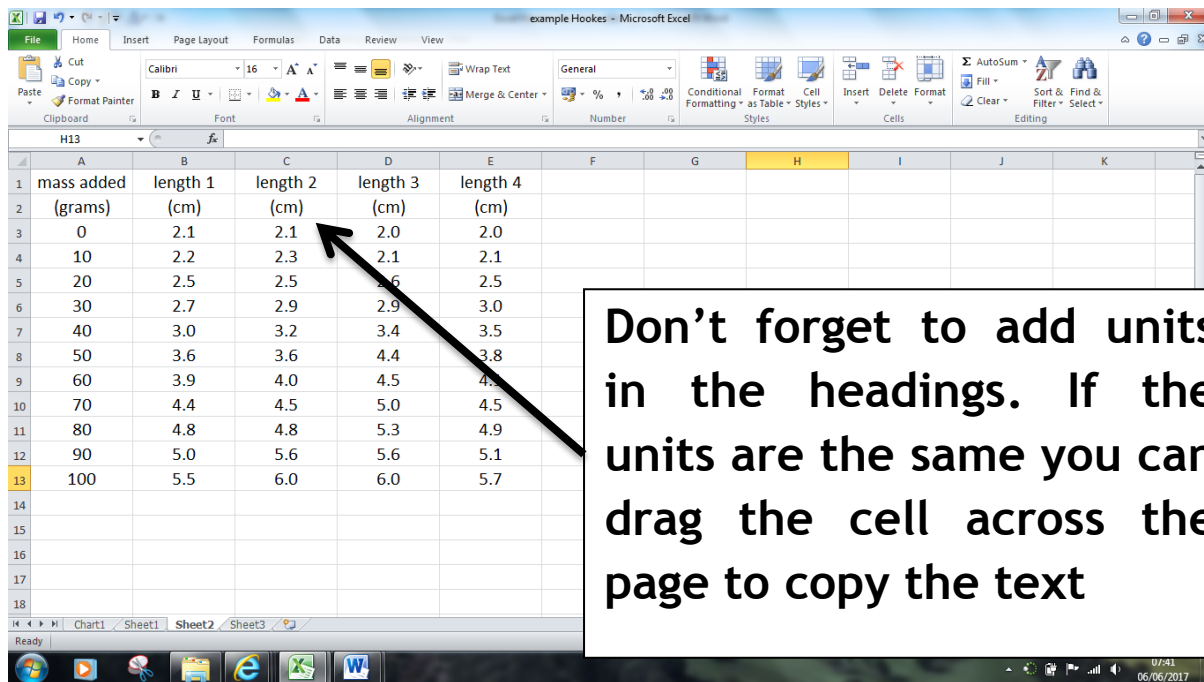 example Hookes - Microsoft Excel
File Home Insert Page Layout Formulas Data Review View
Paste
Cut
Copy
Format Painter
Clipboard
Calibri 16 A A
B I U A
Font
Wrap Text
Merge & Center
Alignment
General
% , .00 .00
Number
Conditional Formatting
Format as Table
Cell Styles
Styles
Insert Delete Format
Cells
Σ AutoSum
Fill
Clear
Sort & Filter
Find & Select
Editing
H13 fx
A B C D E F G H I J K
1 mass added length 1 length 2 length 3 length 4
2 (grams) (cm) (cm) (cm) (cm)
3 0 2.1 2.1 2.0 2.0
4 10 2.2 2.3 2.1 2.1
5 20 2.5 2.5 2.6 2.5
6 30 2.7 2.9 2.9 3.0
7 40 3.0 3.2 3.4 3.5
8 50 3.6 3.6 4.4 3.8
9 60 3.9 4.0 4.5
10 70 4.4 4.5 5.0 4.5
11 80 4.8 4.8 5.3 4.9
12 90 5.0 5.6 5.6 5.1
13 100 5.5 6.0 6.0 5.7
14
15
16
17
18
Don't forget to add units
in the headings. If the
units are the same you can
drag the cell across the
page to copy the text
Chart1 Sheet1 Sheet2 Sheet3
Ready
07:41
06/06/2017